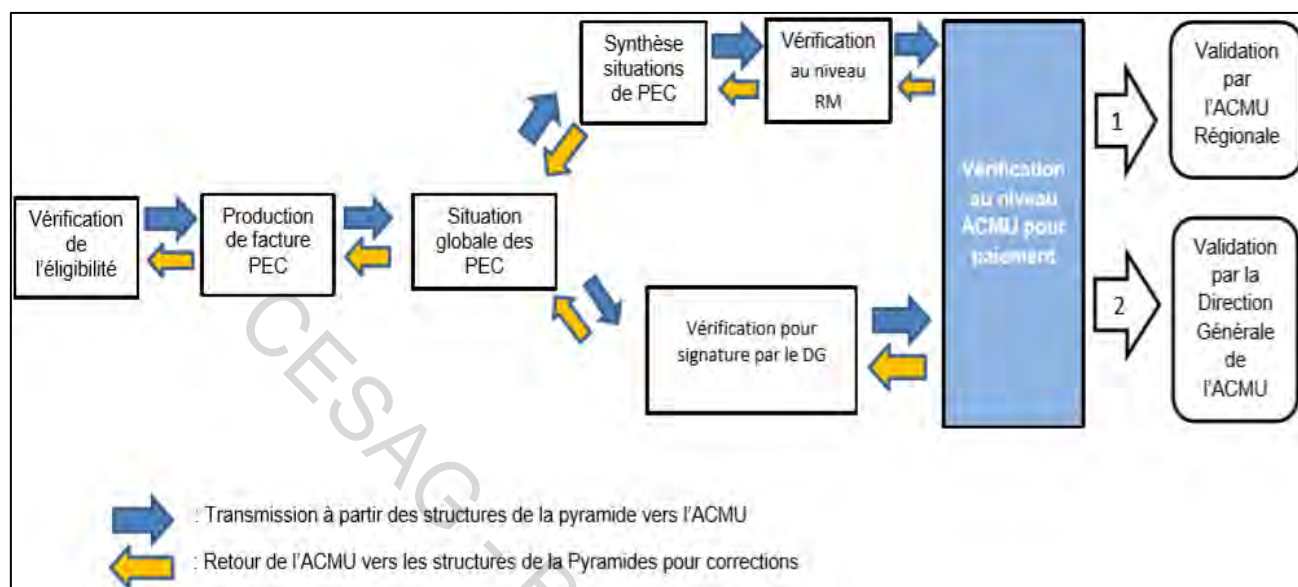 Synthèse
situations
de PEC
Vérification
au niveau
RM
Vérification
de
l'éligibilité
Production
de facture
PEC
Situation
globale des
PEC
Vérification pour
signature par le DG
Vérification
au niveau
ACMU pour
paiement
1
Validation
par
l'ACMU
Régionale
2
Validation
par la
Direction
Générale
de
l'ACMU
CESAG -
: Transmission à partir des structures de la pyramide vers l'ACMU
: Retour de l'ACMU vers les structures de la Pyramides pour corrections